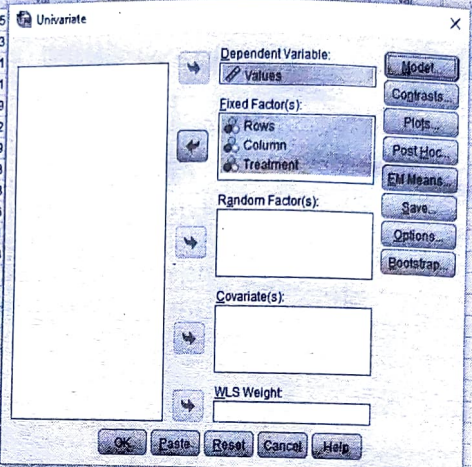 Univariate
Dependent Variable:
Values
Fixed Factor(s):
Rows
Column
Treatment
Random Factor(s):
Covariate(s):
WLS Weight:
Model...
Contrasts...
Plots...
Post Hoc...
EM Means...
Save...
Options...
Bootstrap...
OK
Paste
Reset
Cancel
Help